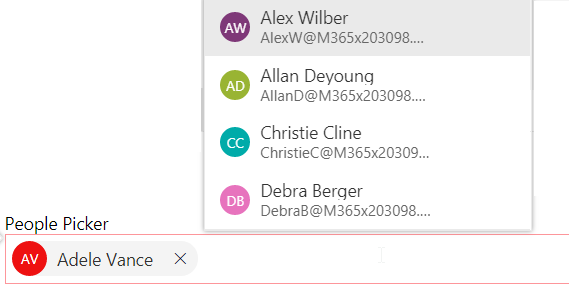 AW Alex Wilber
AlexW@M365x203098....
AD Allan Deyoung
AllanD@M365x203098....
CC Christie Cline
ChristieC@M365x20309...
DB Debra Berger
DebraB@M365x203098....
People Picker
AV Adele Vance